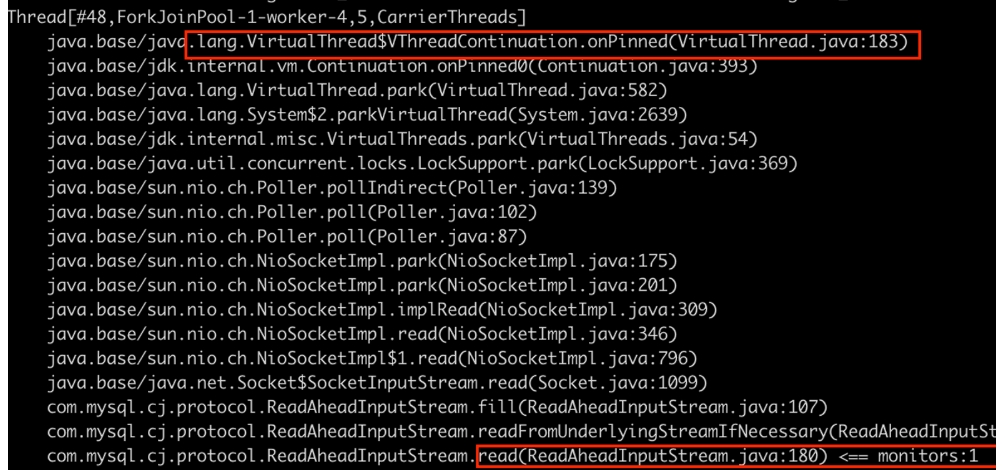 Thread[#48,ForkJoinPool-1-worker-4,5,CarrierThreads]
java.base/java.lang.VirtualThread$VThreadContinuation.onPinned(VirtualThread.java:183)
java.base/jdk.internal.vm.Continuation.onPinned0(Continuation.java:393)
java.base/java.lang.VirtualThread.park(VirtualThread.java:582)
java.base/java.lang.System$2.parkVirtualThread(System.java:2639)
java.base/jdk.internal.misc.VirtualThreads.park(VirtualThreads.java:54)
java.base/java.util.concurrent.locks.LockSupport.park(LockSupport.java:369)
java.base/sun.nio.ch.Poller.pollIndirect(Poller.java:139)
java.base/sun.nio.ch.Poller.poll(Poller.java:102)
java.base/sun.nio.ch.Poller.poll(Poller.java:87)
java.base/sun.nio.ch.NioSocketImpl.park(NioSocketImpl.java:175)
java.base/sun.nio.ch.NioSocketImpl.park(NioSocketImpl.java:201)
java.base/sun.nio.ch.NioSocketImpl.implRead(NioSocketImpl.java:309)
java.base/sun.nio.ch.NioSocketImpl.read(NioSocketImpl.java:346)
java.base/sun.nio.ch.NioSocketImpl$1.read(NioSocketImpl.java:796)
java.base/java.net.Socket$SocketInputStream.read(Socket.java:1099)
com.mysql.cj.protocol.ReadAheadInputStream.fill(ReadAheadInputStream.java:107)
com.mysql.cj.protocol.ReadAheadInputStream.readFromUnderlyingStreamIfNecessary(ReadAheadInputSt
com.mysql.cj.protocol.ReadAheadInputStream.read(ReadAheadInputStream.java:180) <== monitors:1